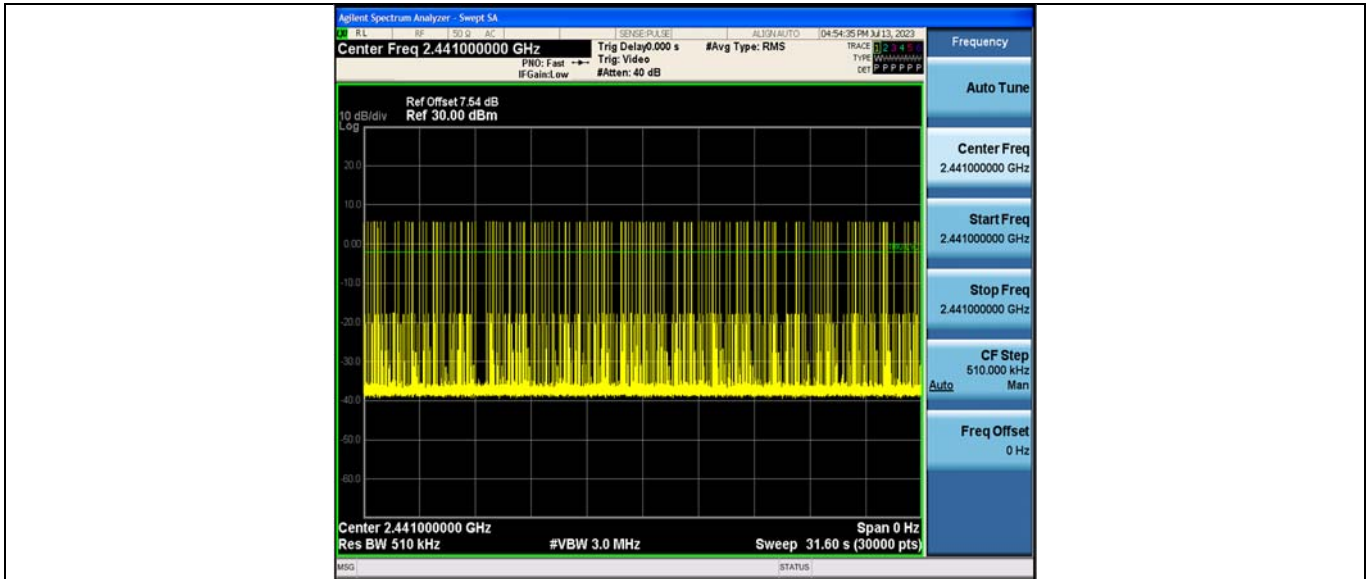 Agilent Spectrum Analyzer - Swept SA
RL RF 50 Ω AC SENSE:PULSE ALIGN AUTO 04:54:35 PM Jul 13, 2023
Center Freq 2.441000000 GHz
PNO: Fast
IFGain:Low
Trig Delay0.000 s
Trig: Video
#Atten: 40 dB
#Avg Type: RMS
TRACE 1 2 3 4 5 6
TYPE
DET P P P P P P
Frequency
Auto Tune
Ref Offset 7.54 dB
10 dB/div Ref 30.00 dBm
Log
20.0
10.0
0.00
-10.0
-20.0
-30.0
-40.0
-50.0
-60.0
Center Freq
2.441000000 GHz
Start Freq
2.441000000 GHz
Stop Freq
2.441000000 GHz
CF Step
510.000 kHz
Auto Man
Freq Offset
0 Hz
Center 2.441000000 GHz Span 0 Hz
Res BW 510 kHz #VBW 3.0 MHz Sweep 31.60 s (30000 pts)
MSG STATUS